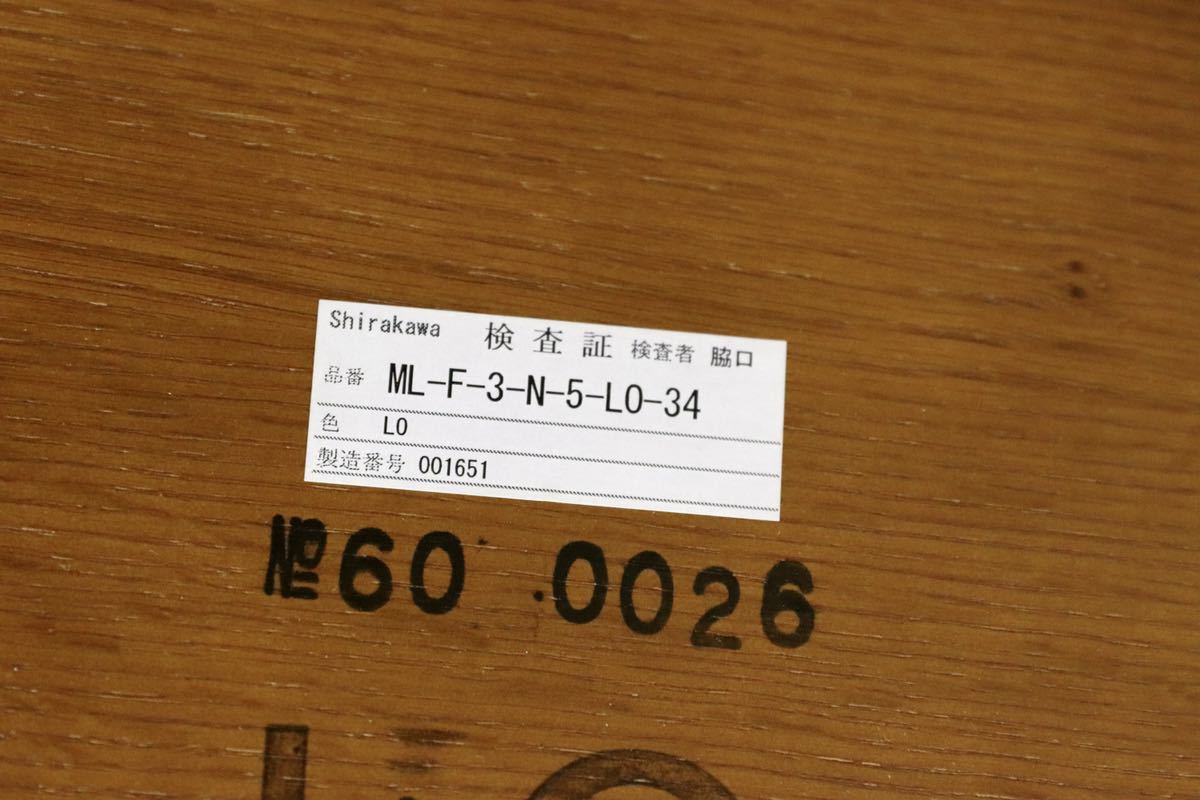 Shirakawa 検査証 検査者 脇口
品番 ML-F-3-N-5-LO-34
色 LO
製造番号 001651
№60 .0026